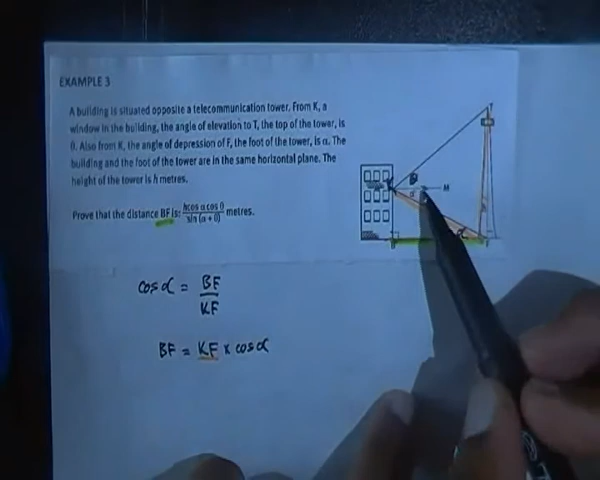 EXAMPLE 3
A building is situated opposite a telecommunication tower. From K, a
window in the building, the angle of elevation to T, the top of the tower, is
θ. Also from K, the angle of depression of F, the foot of the tower, is α. The
building and the foot of the tower are in the same horizontal plane. The
height of the tower is h metres.
Prove that the distance BF is: hcos α cos θ / sin (α + θ) metres.
T
θ
M
α
cos α = BF / KF
BF = KF × cos α